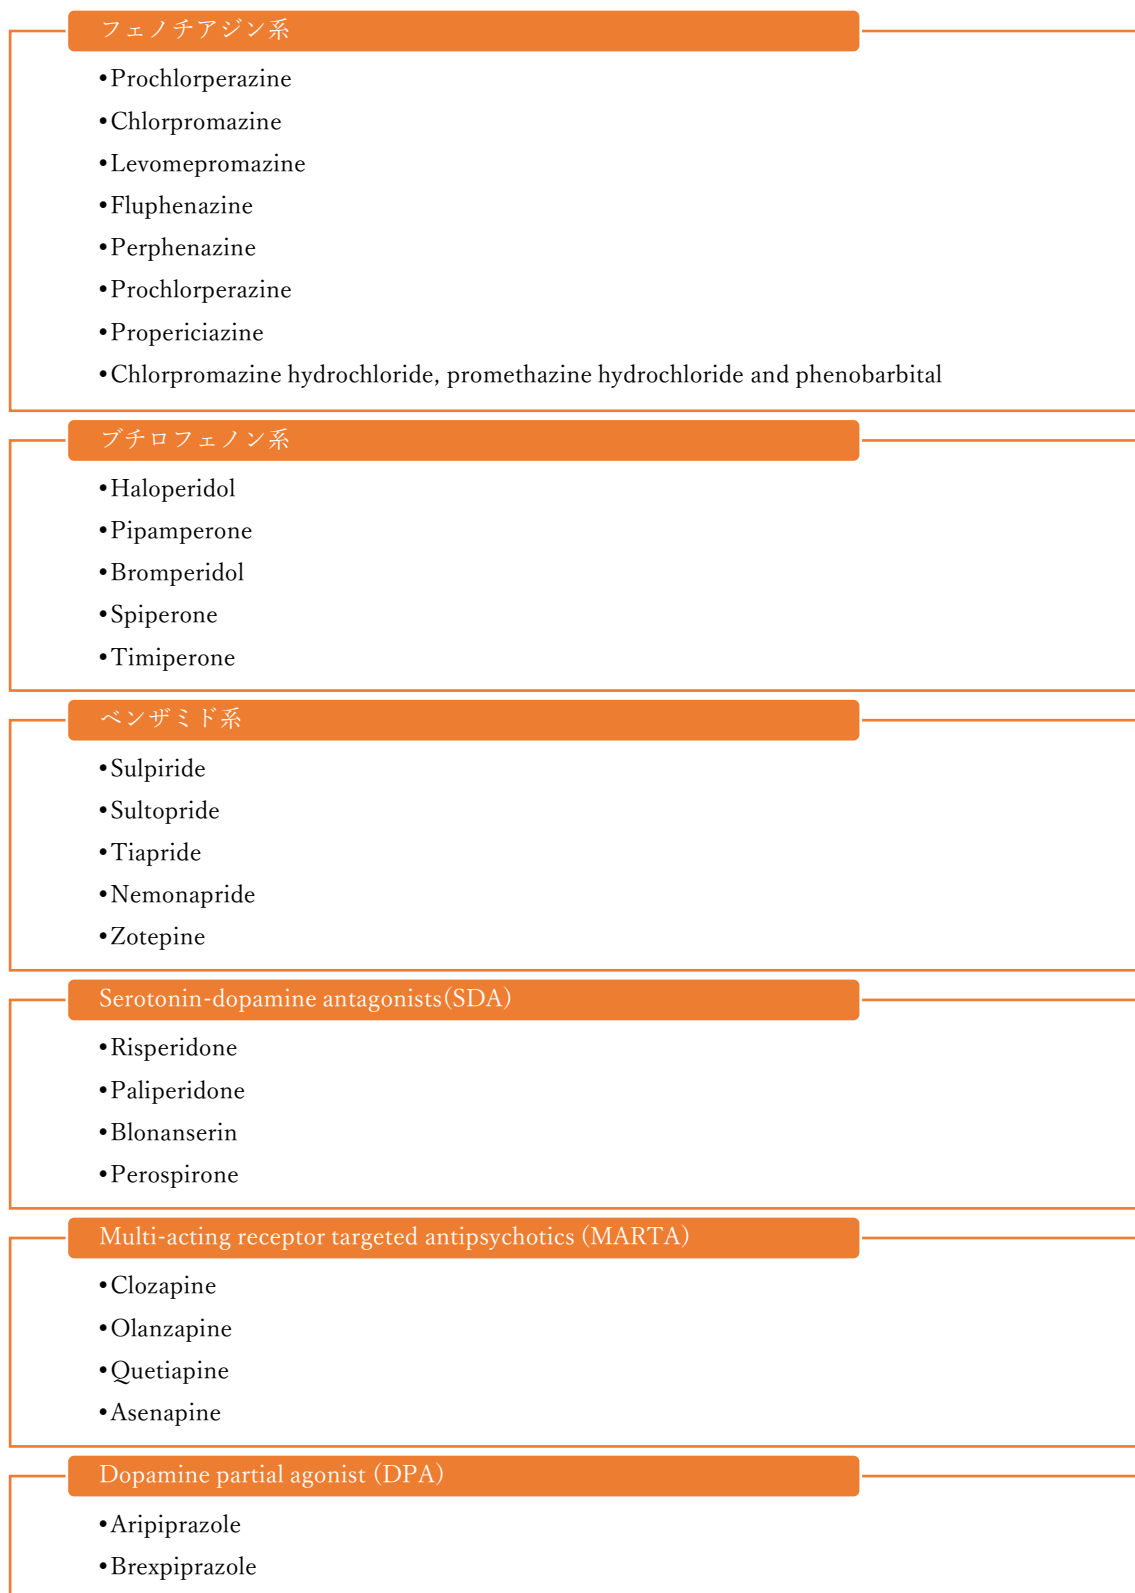 フェノチアジン系
•Prochlorperazine
•Chlorpromazine
•Levomepromazine
•Fluphenazine
•Perphenazine
•Prochlorperazine
•Propericiazine
•Chlorpromazine hydrochloride, promethazine hydrochloride and phenobarbital
ブチロフェノン系
•Haloperidol
•Pipamperone
•Bromperidol
•Spiperone
•Timiperone
ベンザミド系
•Sulpiride
•Sultopride
•Tiapride
•Nemonapride
•Zotepine
Serotonin-dopamine antagonists(SDA)
•Risperidone
•Paliperidone
•Blonanserin
•Perospirone
Multi-acting receptor targeted antipsychotics (MARTA)
•Clozapine
•Olanzapine
•Quetiapine
•Asenapine
Dopamine partial agonist (DPA)
•Aripiprazole
•Brexpiprazole